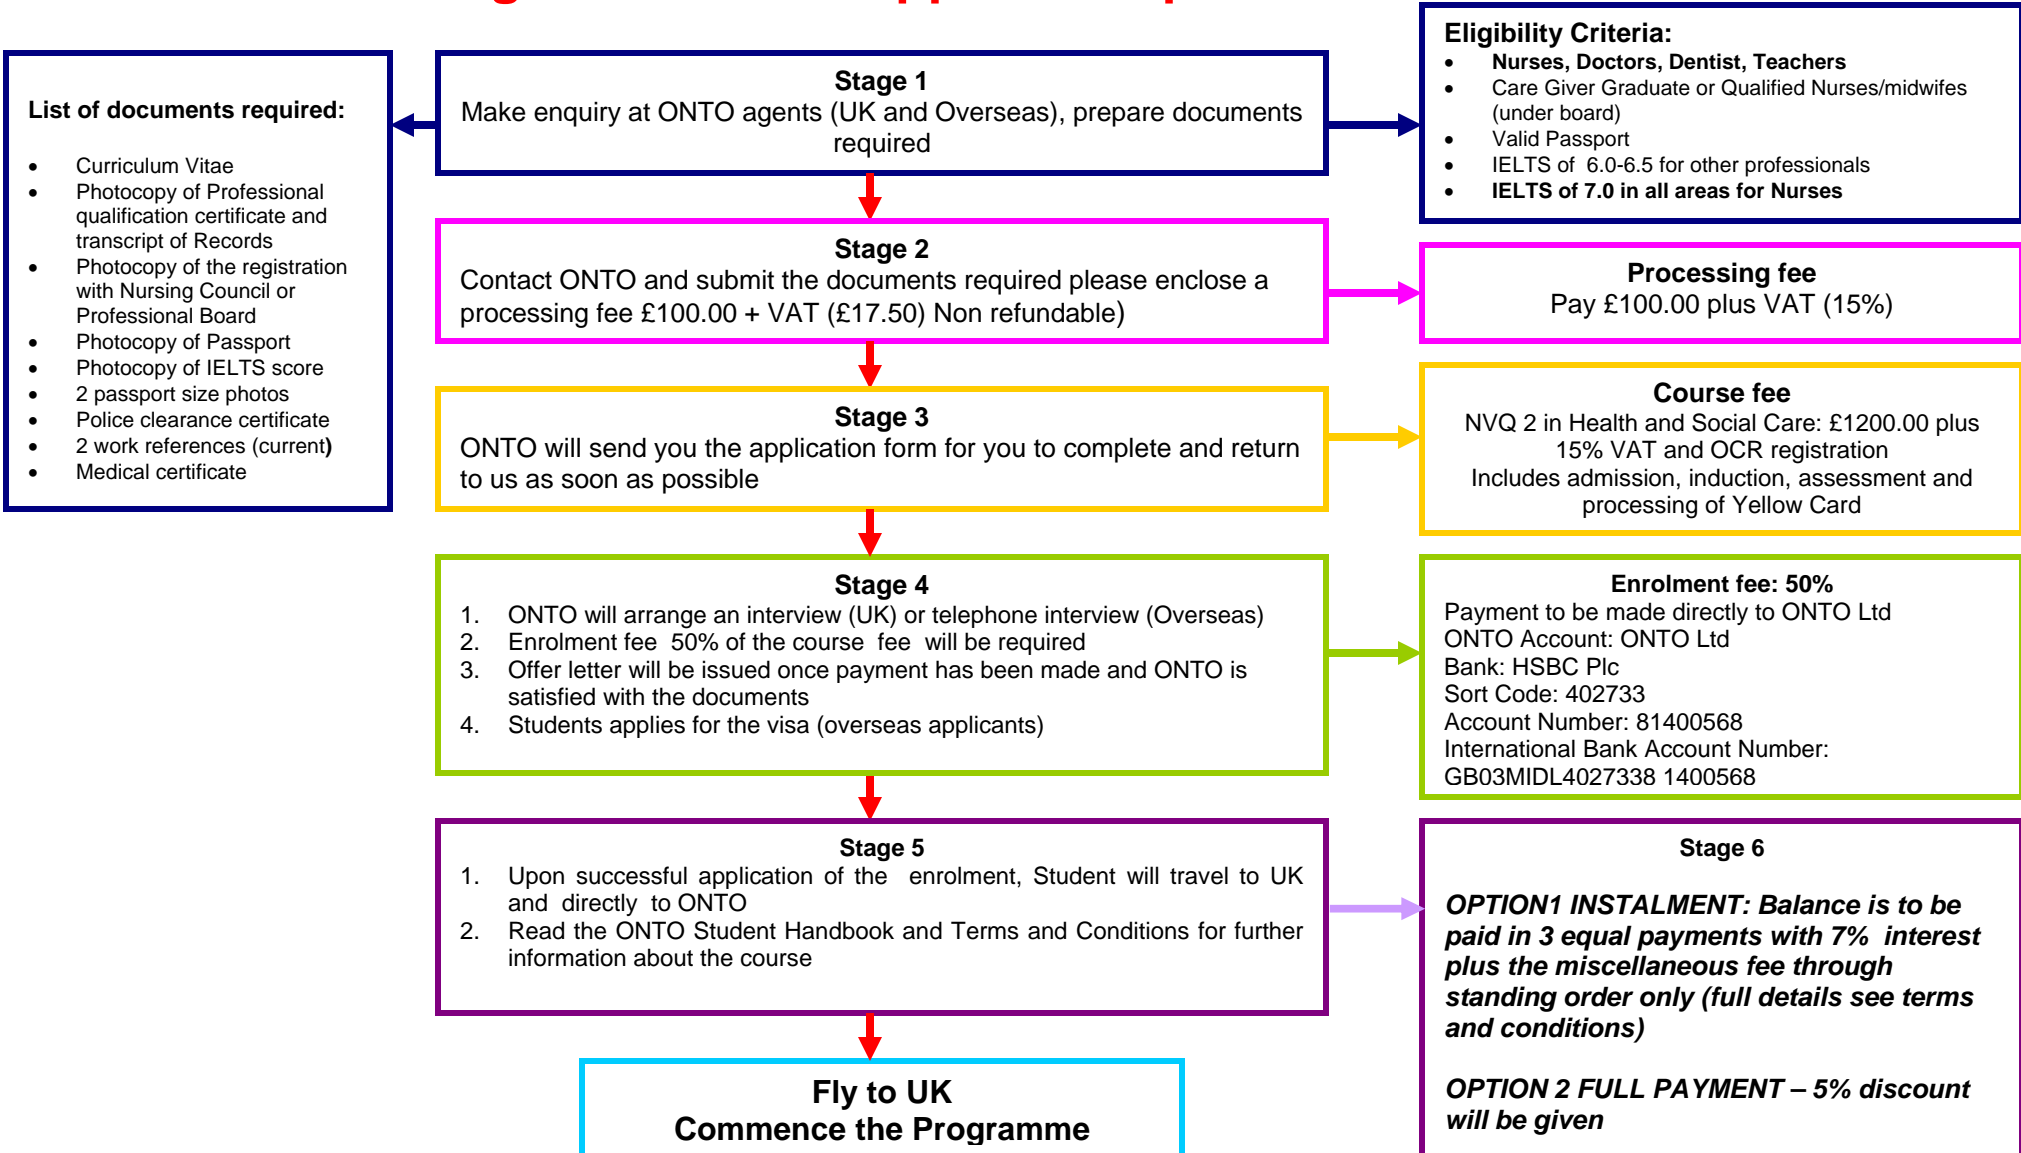 List of documents required:
• Curriculum Vitae
• Photocopy of Professional
qualification certificate and
transcript of Records
• Photocopy of the registration
with Nursing Council or
Professional Board
• Photocopy of Passport
• Photocopy of IELTS score
• 2 passport size photos
• Police clearance certificate
• 2 work references (current)
• Medical certificate
Stage 1
Make enquiry at ONTO agents (UK and Overseas), prepare documents
required
Eligibility Criteria:
• Nurses, Doctors, Dentist, Teachers
• Care Giver Graduate or Qualified Nurses/midwifes
(under board)
• Valid Passport
• IELTS of 6.0-6.5 for other professionals
• IELTS of 7.0 in all areas for Nurses
Stage 2
Contact ONTO and submit the documents required please enclose a
processing fee £100.00 + VAT (£17.50) Non refundable)
Processing fee
Pay £100.00 plus VAT (15%)
Stage 3
ONTO will send you the application form for you to complete and return
to us as soon as possible
Course fee
NVQ 2 in Health and Social Care: £1200.00 plus
15% VAT and OCR registration
Includes admission, induction, assessment and
processing of Yellow Card
Stage 4
1. ONTO will arrange an interview (UK) or telephone interview (Overseas)
2. Enrolment fee 50% of the course fee will be required
3. Offer letter will be issued once payment has been made and ONTO is
satisfied with the documents
4. Students applies for the visa (overseas applicants)
Enrolment fee: 50%
Payment to be made directly to ONTO Ltd
ONTO Account: ONTO Ltd
Bank: HSBC Plc
Sort Code: 402733
Account Number: 81400568
International Bank Account Number:
GB03MIDL4027338 1400568
Stage 5
1. Upon successful application of the enrolment, Student will travel to UK
and directly to ONTO
2. Read the ONTO Student Handbook and Terms and Conditions for further
information about the course
Stage 6
OPTION1 INSTALMENT: Balance is to be
paid in 3 equal payments with 7% interest
plus the miscellaneous fee through
standing order only (full details see terms
and conditions)
OPTION 2 FULL PAYMENT – 5% discount
will be given
Fly to UK
Commence the Programme